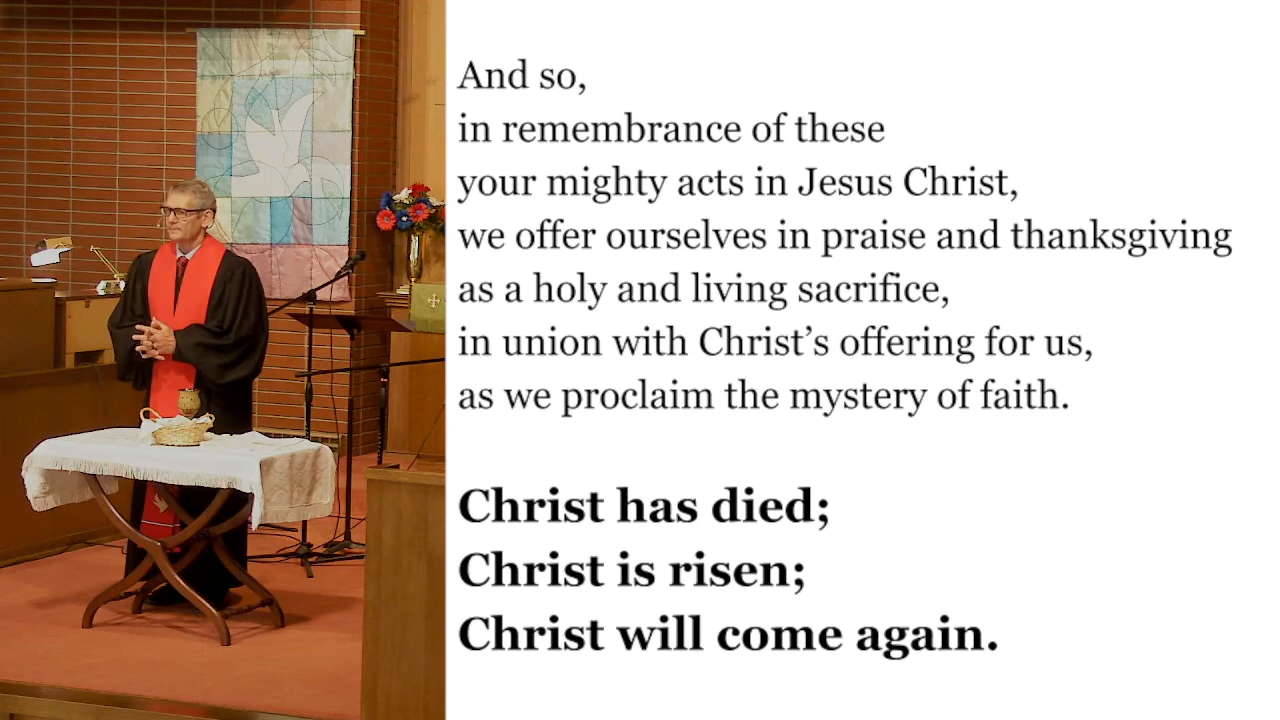 And so,
in remembrance of these
your mighty acts in Jesus Christ,
we offer ourselves in praise and thanksgiving
as a holy and living sacrifice,
in union with Christ’s offering for us,
as we proclaim the mystery of faith.
Christ has died;
Christ is risen;
Christ will come again.